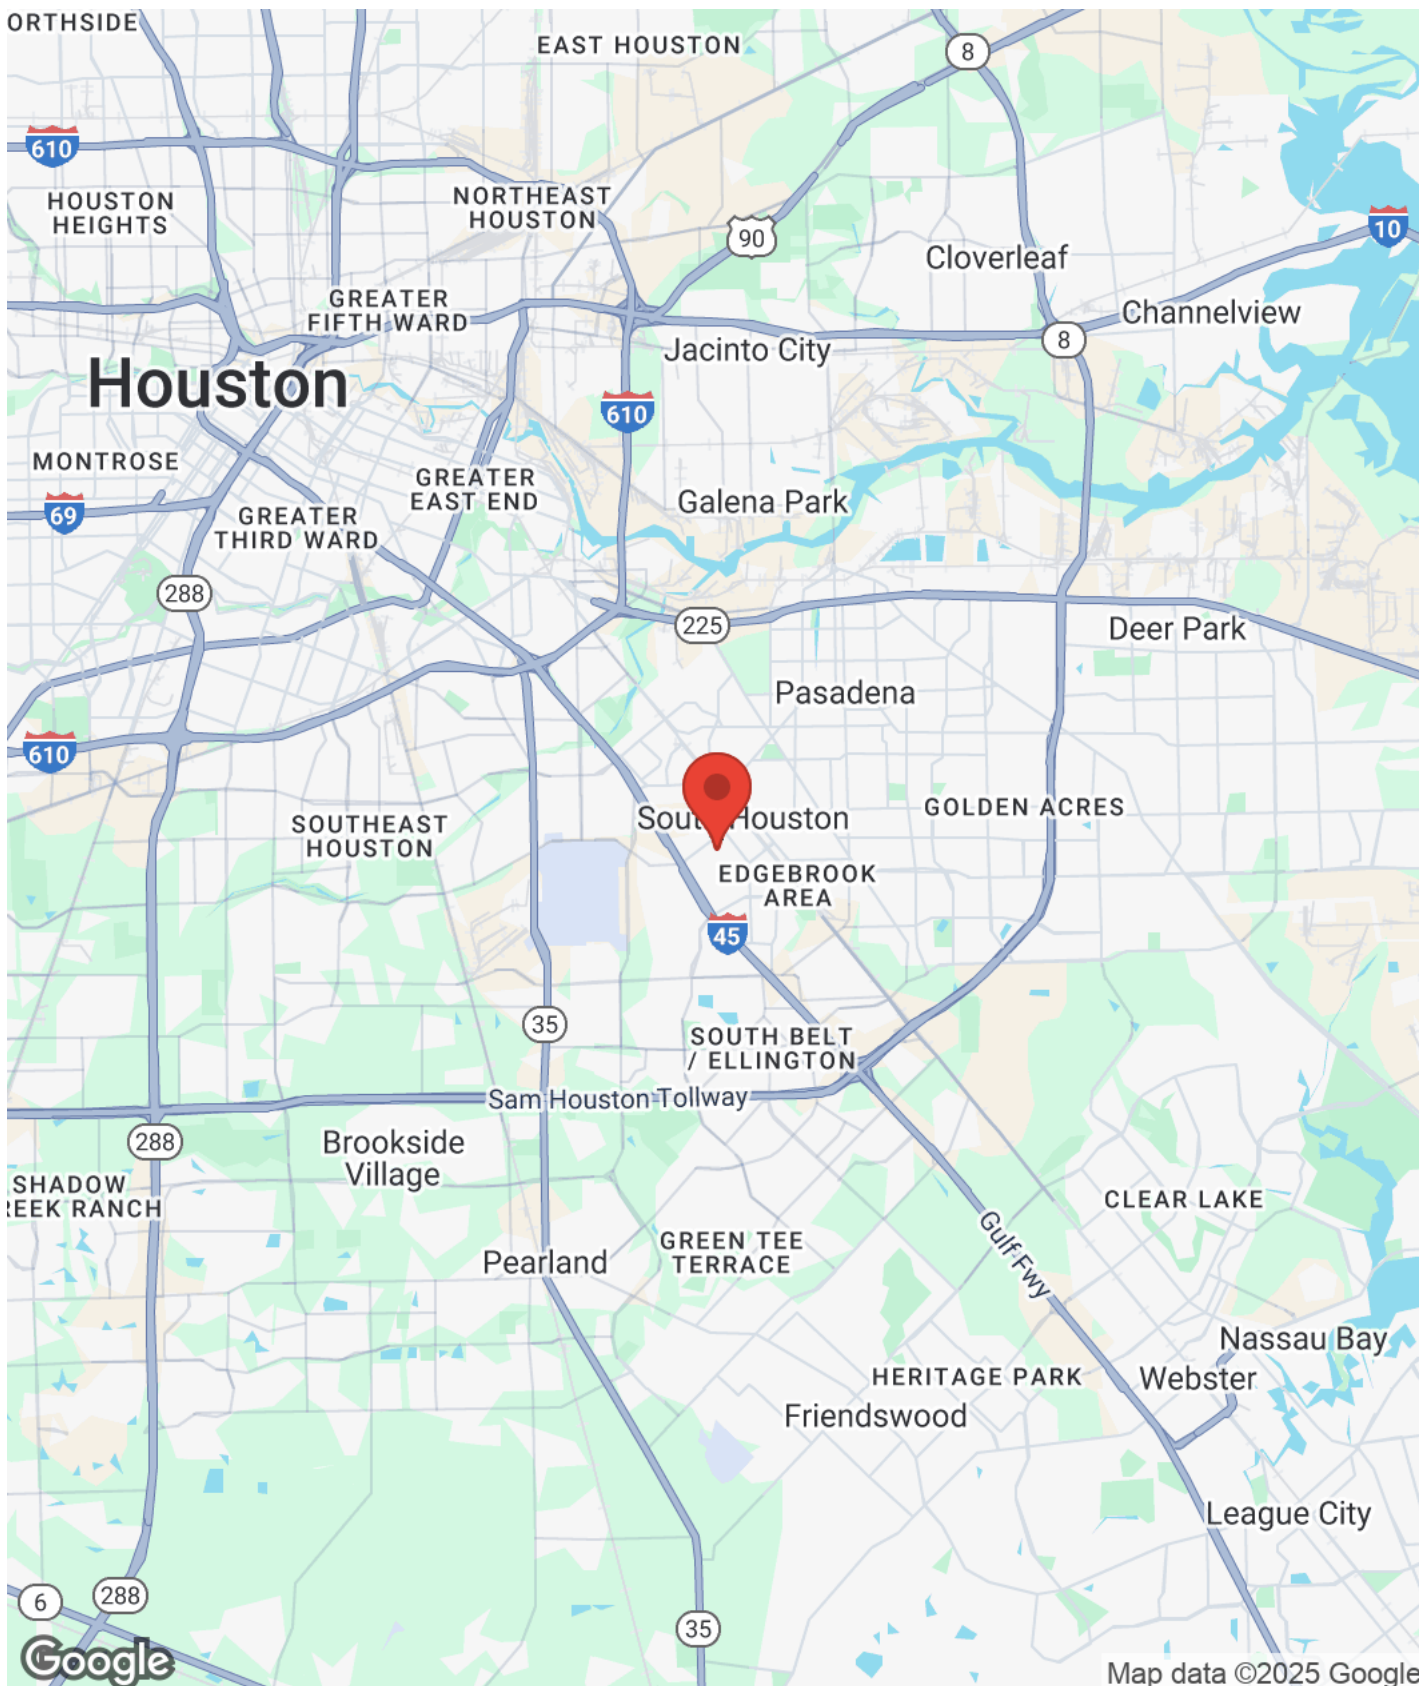 ORTHSIDE
EAST HOUSTON
8
610
HOUSTON
HEIGHTS
NORTHEAST
HOUSTON
90
10
Cloverleaf
GREATER
FIFTH WARD
Channelview
8
Jacinto City
Houston
610
MONTROSE
GREATER
EAST END
Galena Park
69
GREATER
THIRD WARD
288
225
Deer Park
Pasadena
610
South Houston
GOLDEN ACRES
SOUTHEAST
HOUSTON
EDGEBROOK
AREA
45
35
SOUTH BELT
/ ELLINGTON
Sam Houston Tollway
288
Brookside
Village
SHADOW
REEK RANCH
CLEAR LAKE
GREEN TEE
TERRACE
Gulf Fwy
Pearland
Nassau Bay
HERITAGE PARK
Webster
Friendswood
League City
6
288
35
Google
Map data ©2025 Google